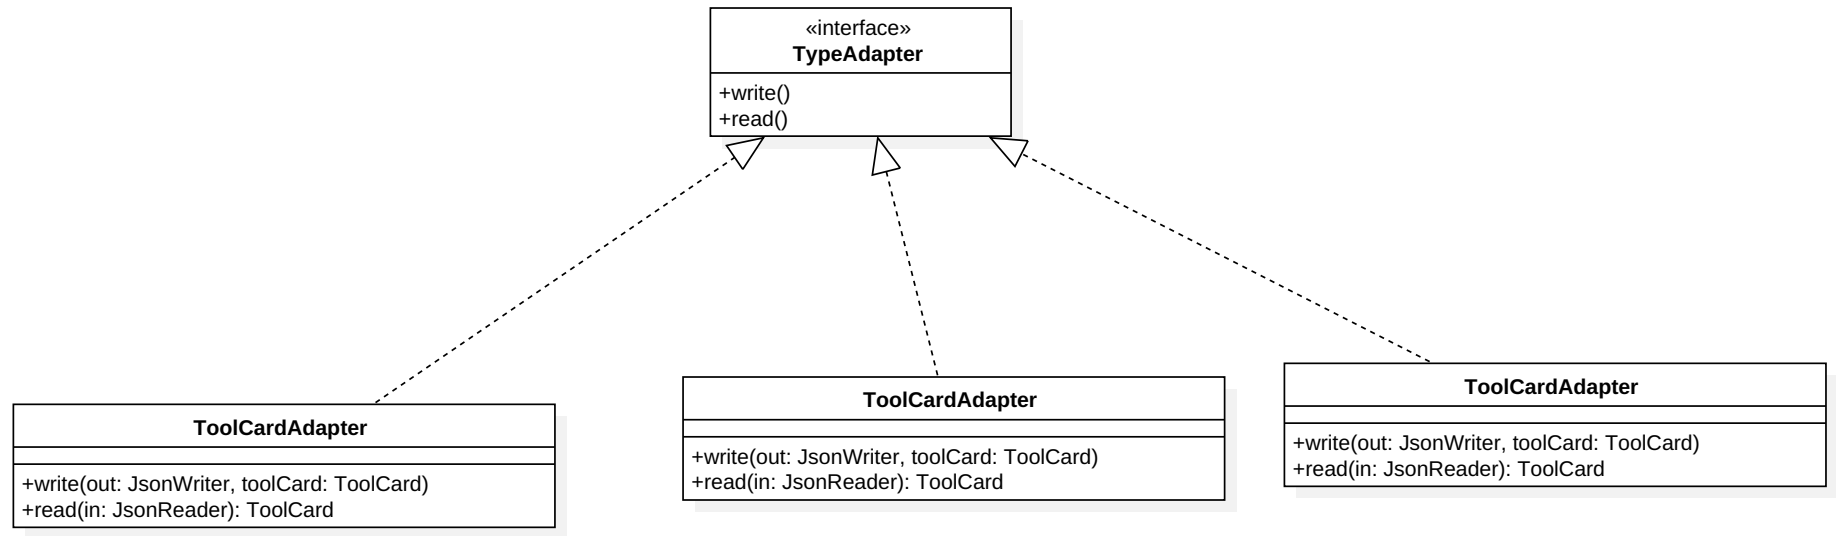 «interface»
TypeAdapter
+write()
+read()
ToolCardAdapter
+write(out: JsonWriter, toolCard: ToolCard)
+read(in: JsonReader): ToolCard
ToolCardAdapter
+write(out: JsonWriter, toolCard: ToolCard)
+read(in: JsonReader): ToolCard
ToolCardAdapter
+write(out: JsonWriter, toolCard: ToolCard)
+read(in: JsonReader): ToolCard